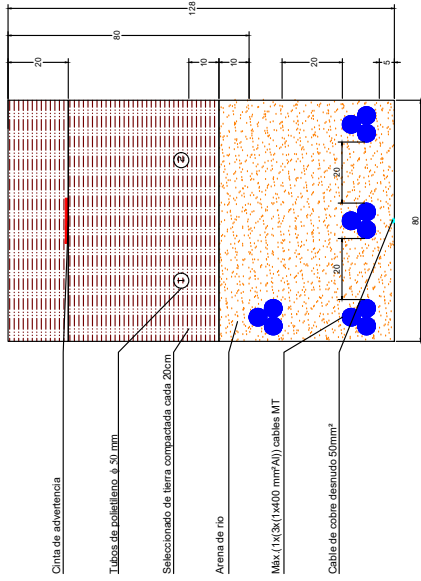 128
80
20
10
10
20
5
2
1
20
20
80
Cinta de advertencia
Tubos de polietileno ϕ 50 mm
Seleccionado de tierra compactada cada 20cm
Arena de rio
Máx.(1x(3x(1x400 mm²Al)) cables MT
Cable de cobre desnudo 50mm²